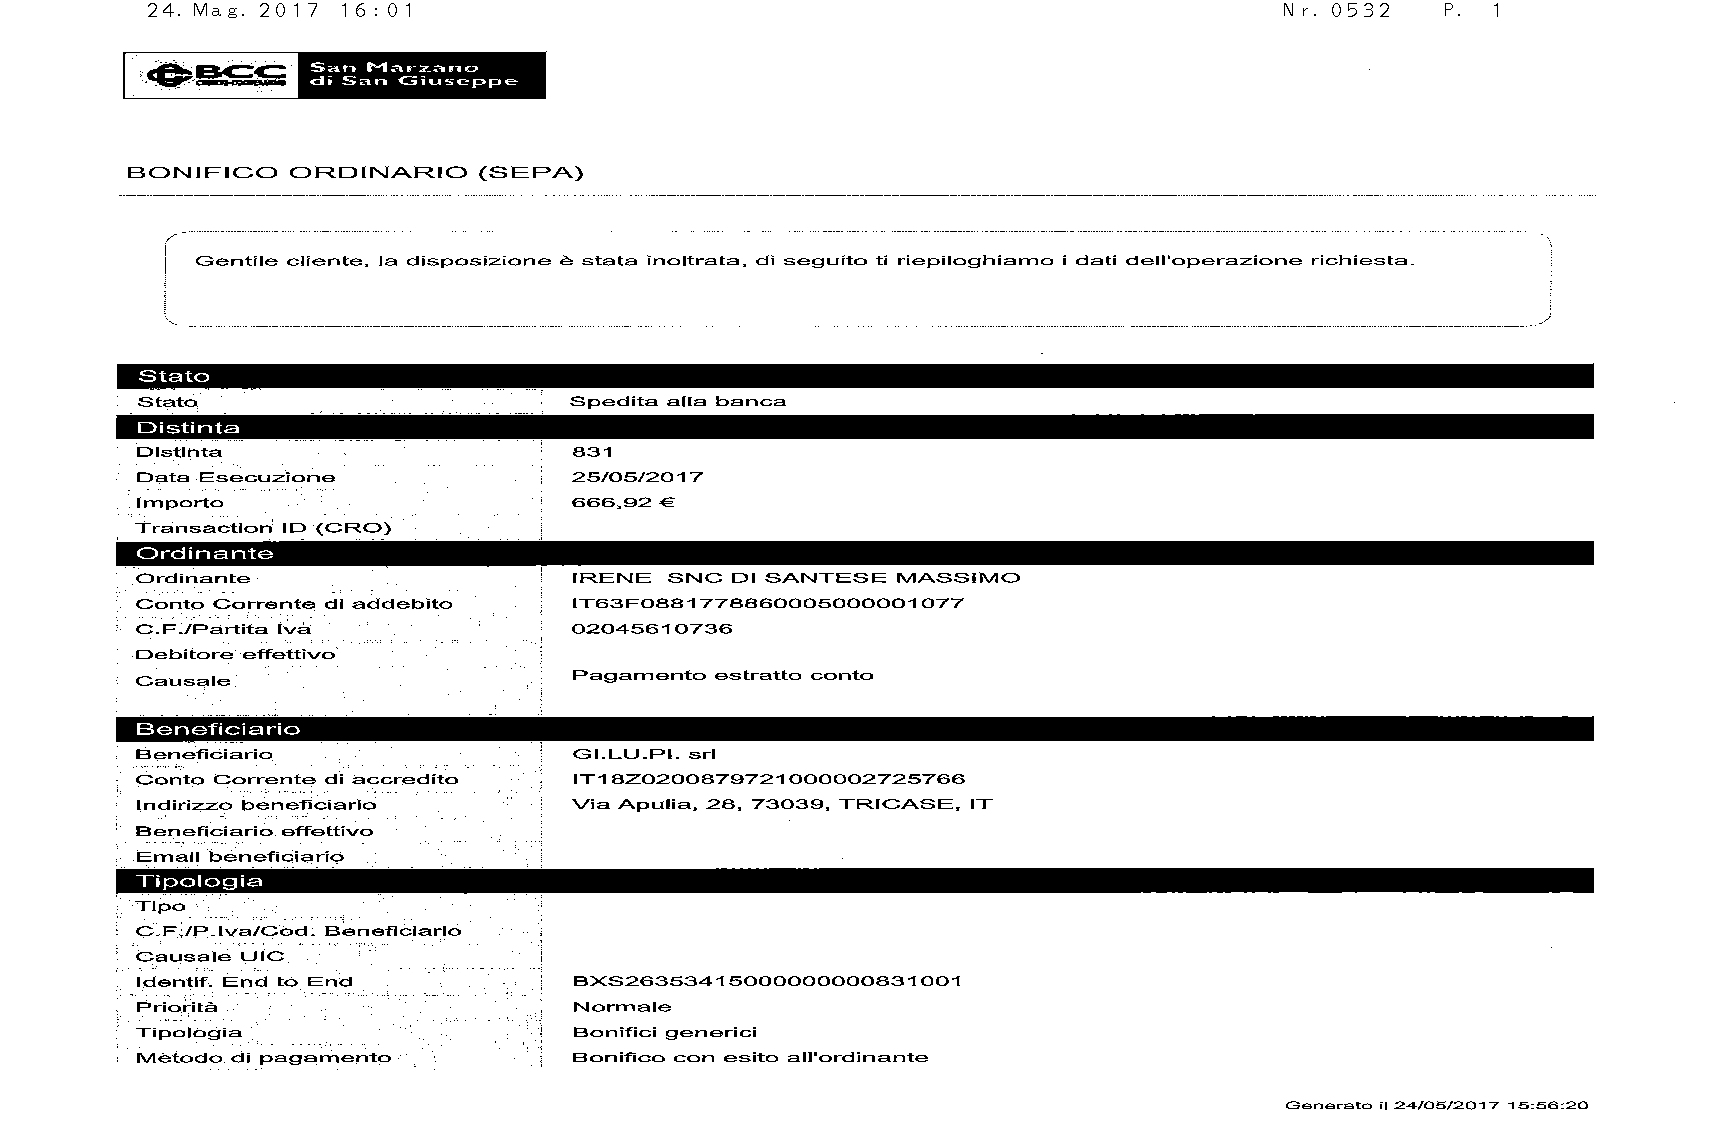 24. Mag. 2017 16:01 Nr. 0532 P. 1
BCC San Marzano
di San Giuseppe
BONIFICO ORDINARIO (SEPA)
Gentile cliente, la disposizione è stata inoltrata, di seguito ti riepiloghiamo i dati dell'operazione richiesta.
Stato
Stato Spedita alla banca
Distinta
Distinta 831
Data Esecuzione 25/05/2017
Importo 666,92 €
Transaction ID (CRO)
Ordinante
Ordinante IRENE SNC DI SANTESE MASSIMO
Conto Corrente di addebito IT63F0881778860005000001077
C.F./Partita Iva 02045610736
Debitore effettivo
Causale Pagamento estratto conto
Beneficiario
Beneficiario GI.LU.PI. srl
Conto Corrente di accredito IT18Z0200879721000002725766
Indirizzo beneficiario Via Apulia, 28, 73039, TRICASE, IT
Beneficiario effettivo
Email beneficiario
Tipologia
Tipo
C.F./P.Iva/Cod. Beneficiario
Causale UIC
Identif. End to End BXS26353415000000000831001
Priorità Normale
Tipologia Bonifici generici
Metodo di pagamento Bonifico con esito all'ordinante
Generato il 24/05/2017 15:56:20